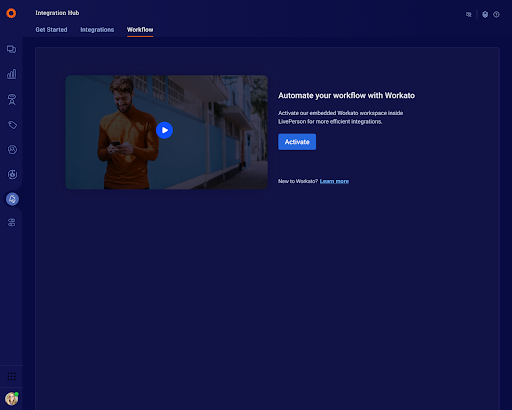 Integration Hub
Get Started Integrations Workflow
Automate your workflow with Workato
Activate our embedded Workato workspace inside
LivePerson for more efficient integrations.
Activate
New to Workato? Learn more